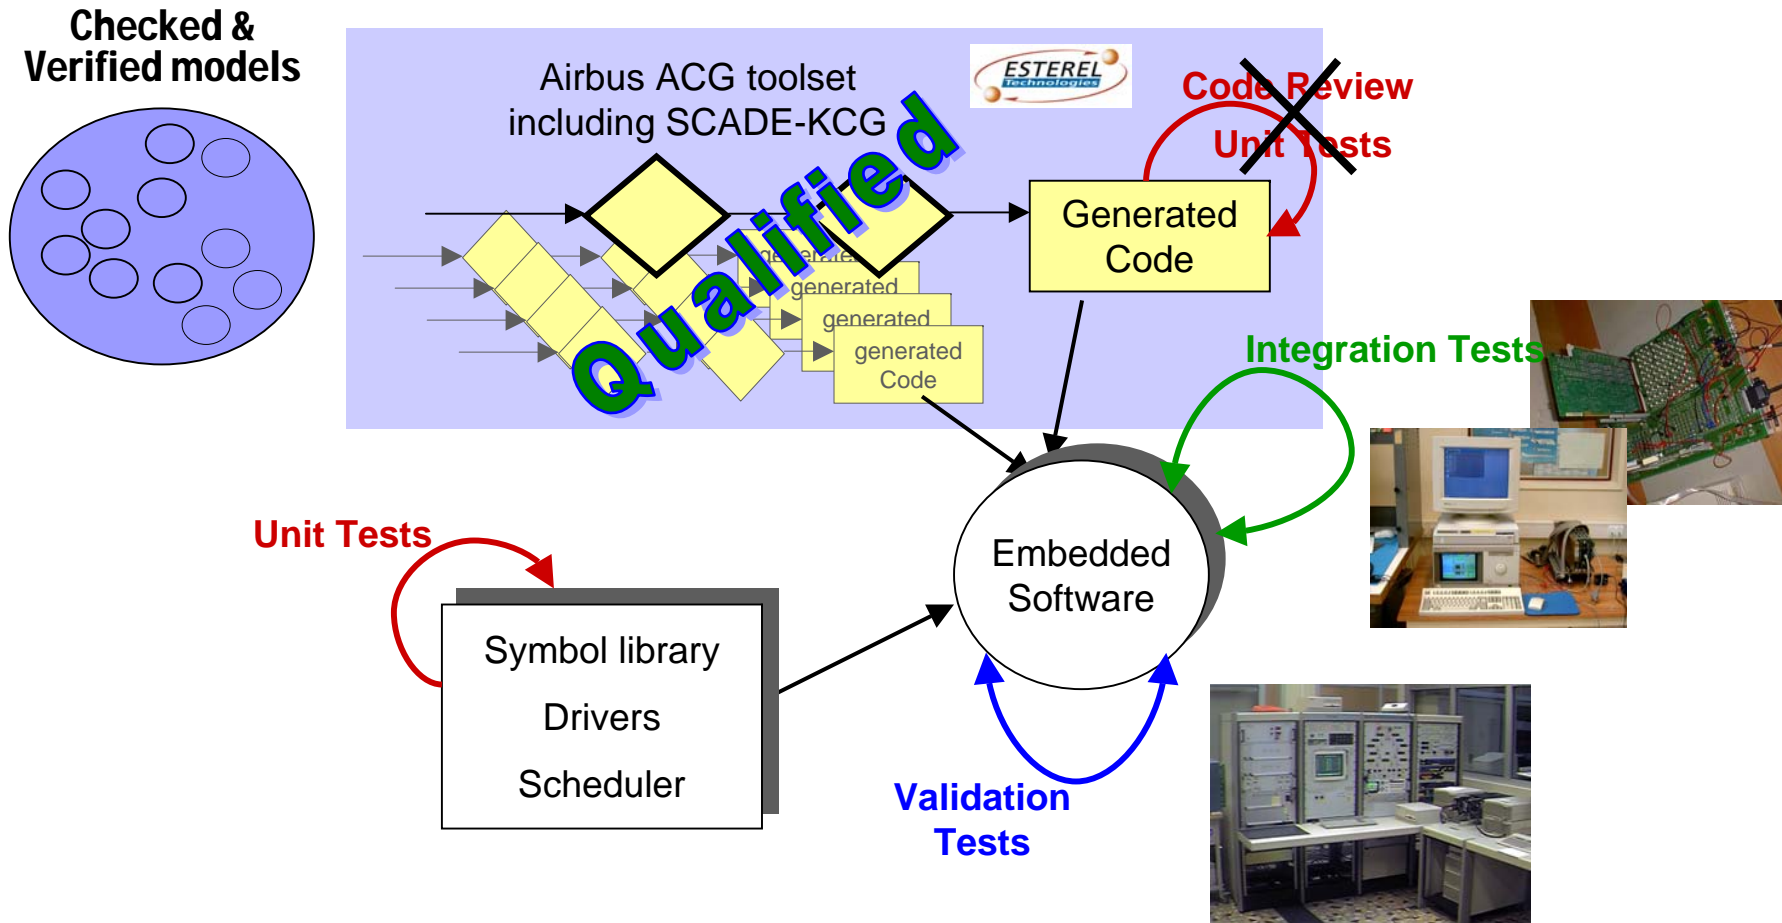 Checked &
Verified models
Airbus ACG toolset
including SCADE-KCG
ESTEREL
Technologies
Code Review
Unit Tests
Qualified
Generated
Code
generated
generated
generated
generated
Code
Integration Tests
Unit Tests
Embedded
Software
Symbol library
Drivers
Scheduler
Validation
Tests